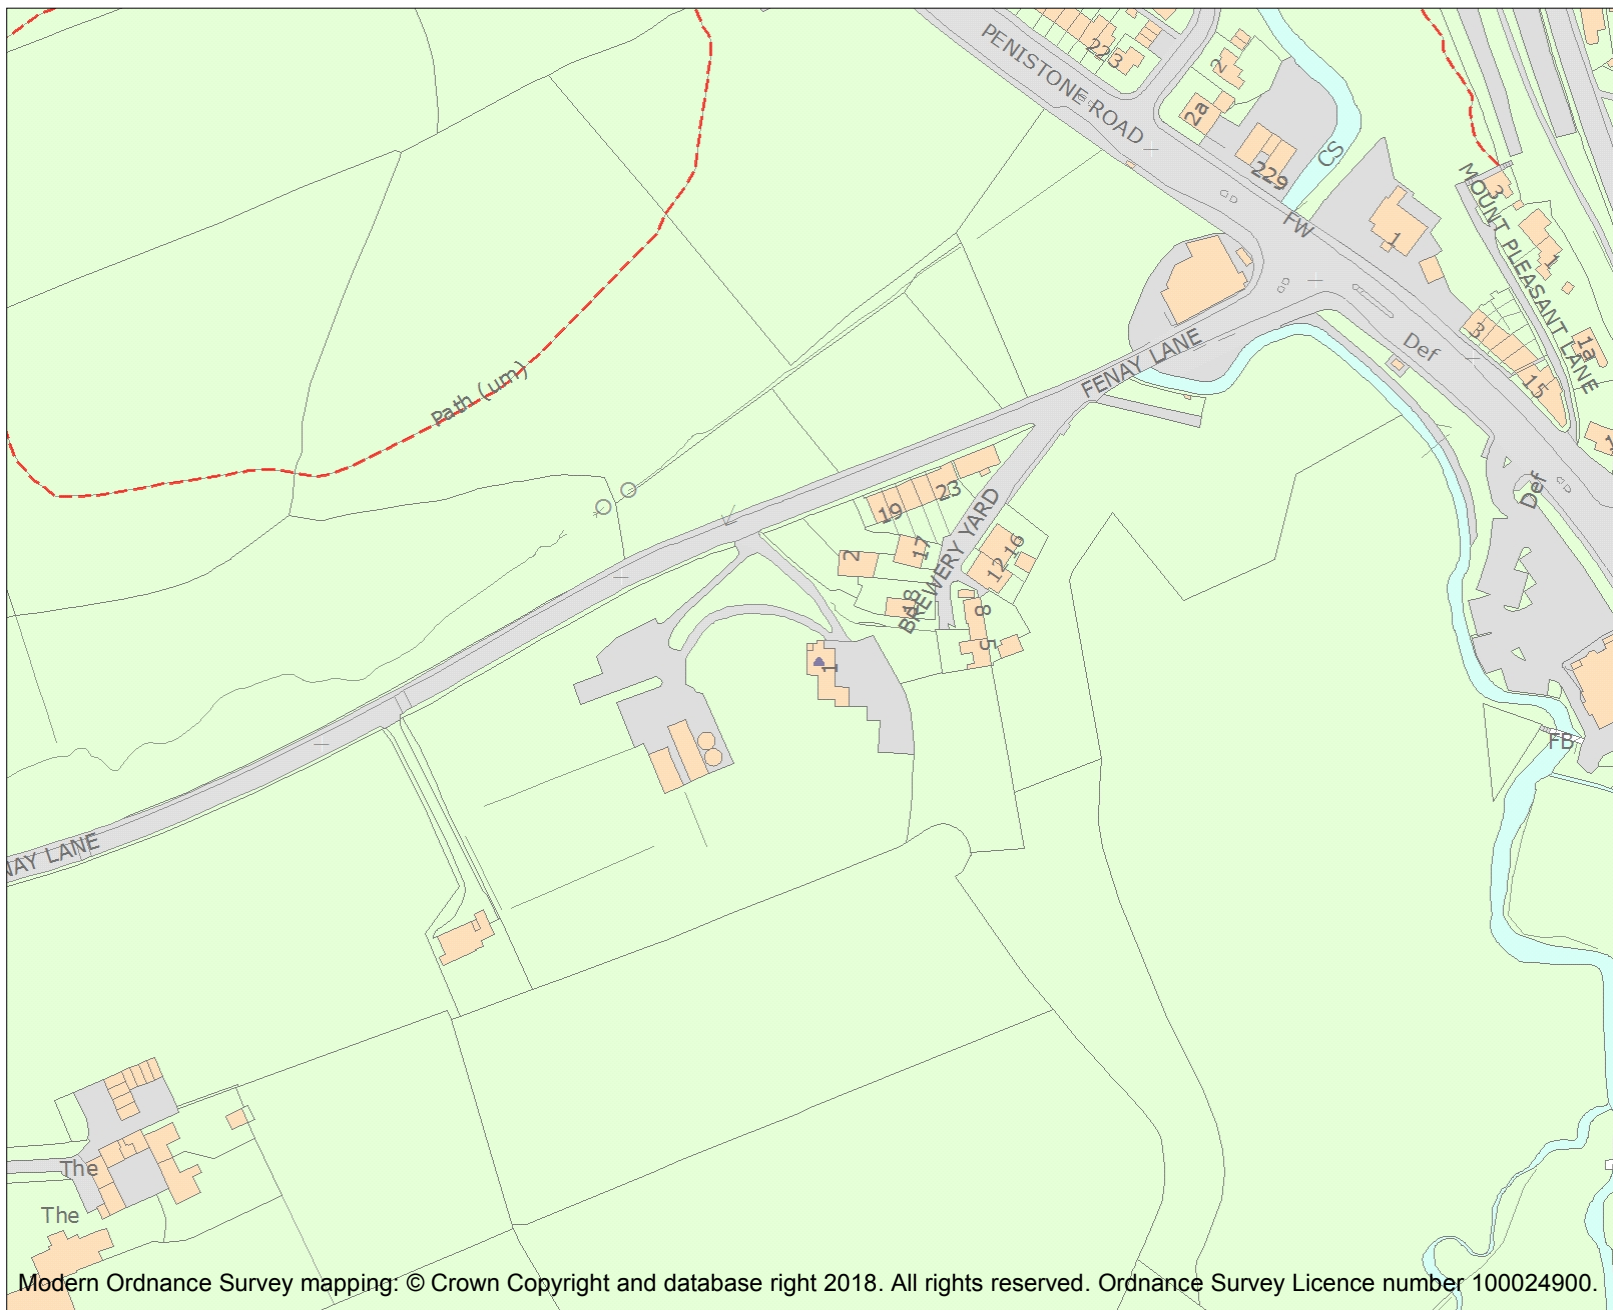 PENISTONE ROAD
223
2
2a
229
CS
FW
1
3
MOUNT PLEASANT LANE
1
3
1a
15
Def
FENAY LANE
Path (um)
Def
23
19
17
2
BREWERY YARD
16
12
18
8
5
1
FB
NAY LANE
The
The
Modern Ordnance Survey mapping: © Crown Copyright and database right 2018. All rights reserved. Ordnance Survey Licence number 100024900.